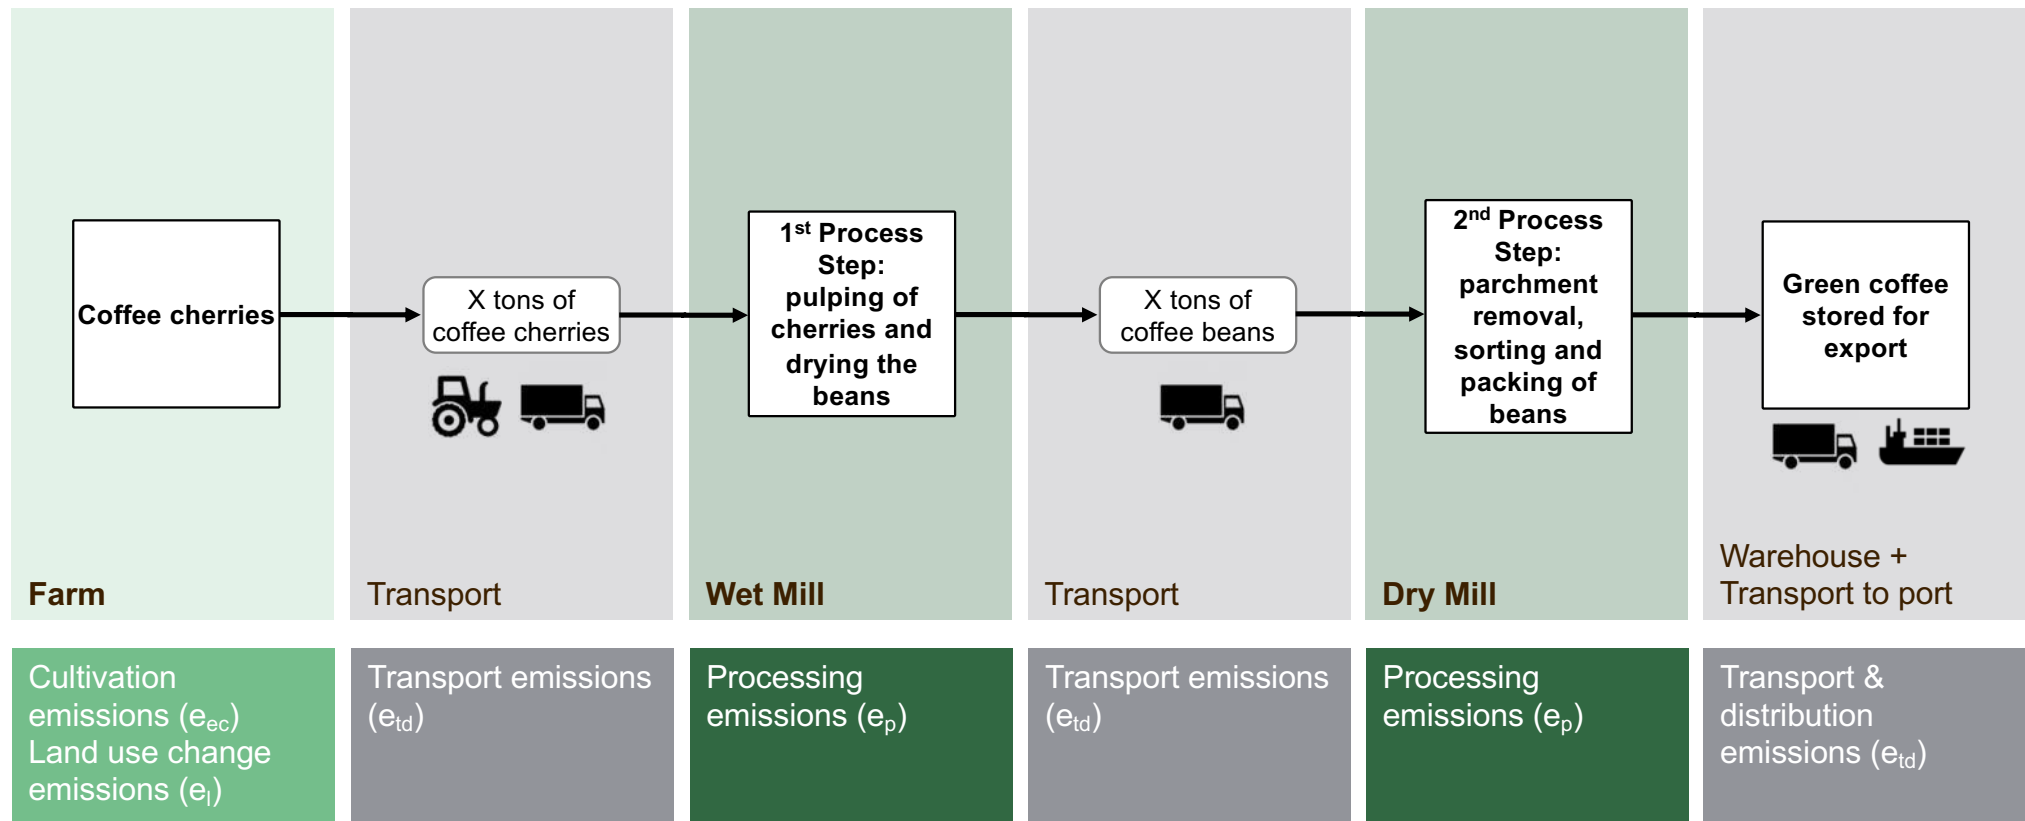 Coffee cherries
X tons of
coffee cherries
1st Process
Step:
pulping of
cherries and
drying the
beans
X tons of
coffee beans
2nd Process
Step:
parchment
removal,
sorting and
packing of
beans
Green coffee
stored for
export
Farm
Transport
Wet Mill
Transport
Dry Mill
Warehouse +
Transport to port
Cultivation
emissions (eec)
Land use change
emissions (el)
Transport emissions
(etd)
Processing
emissions (ep)
Transport emissions
(etd)
Processing
emissions (ep)
Transport &
distribution
emissions (etd)